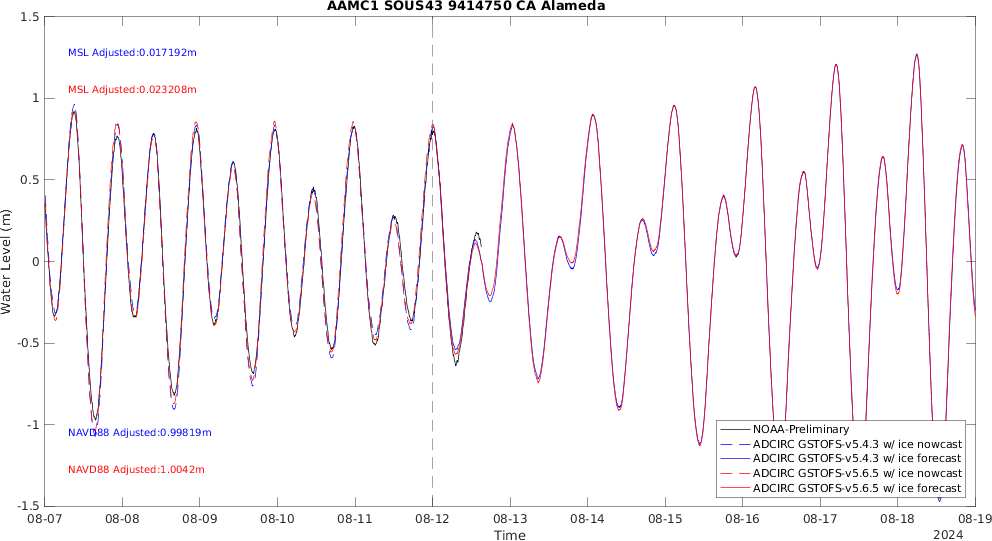 AAMC1 SOUS43 9414750 CA Alameda
MSL Adjusted:0.017192m
MSL Adjusted:0.023208m
NAVD88 Adjusted:0.99819m
NAVD88 Adjusted:1.0042m
Water Level (m)
1.5
1
0.5
0
-0.5
-1
-1.5
NOAA-Preliminary
ADCIRC GSTOFS-v5.4.3 w/ ice nowcast
ADCIRC GSTOFS-v5.4.3 w/ ice forecast
ADCIRC GSTOFS-v5.6.5 w/ ice nowcast
ADCIRC GSTOFS-v5.6.5 w/ ice forecast
08-07 08-08 08-09 08-10 08-11 08-12 08-13 08-14 08-15 08-16 08-17 08-18 08-19
Time
2024